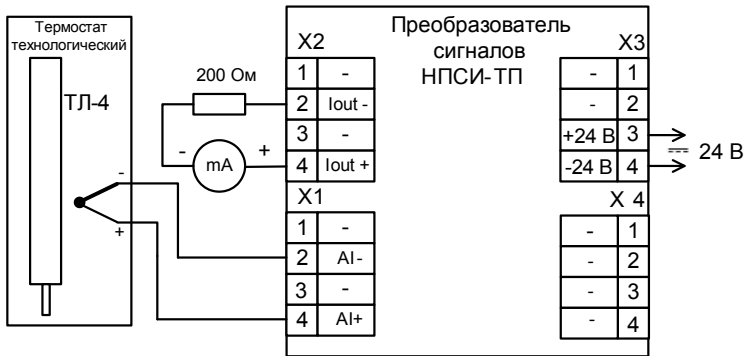 Термостат
технологический
ТЛ-4
-
+
200 Ом
-
mA
+
Преобразователь
сигналов
НПСИ-ТП
X2
1 -
2 Iout -
3 -
4 Iout +
X1
1 -
2 AI-
3 -
4 AI+
X3
- 1
- 2
+24 В 3
-24 В 4
24 В
X 4
- 1
- 2
- 3
- 4